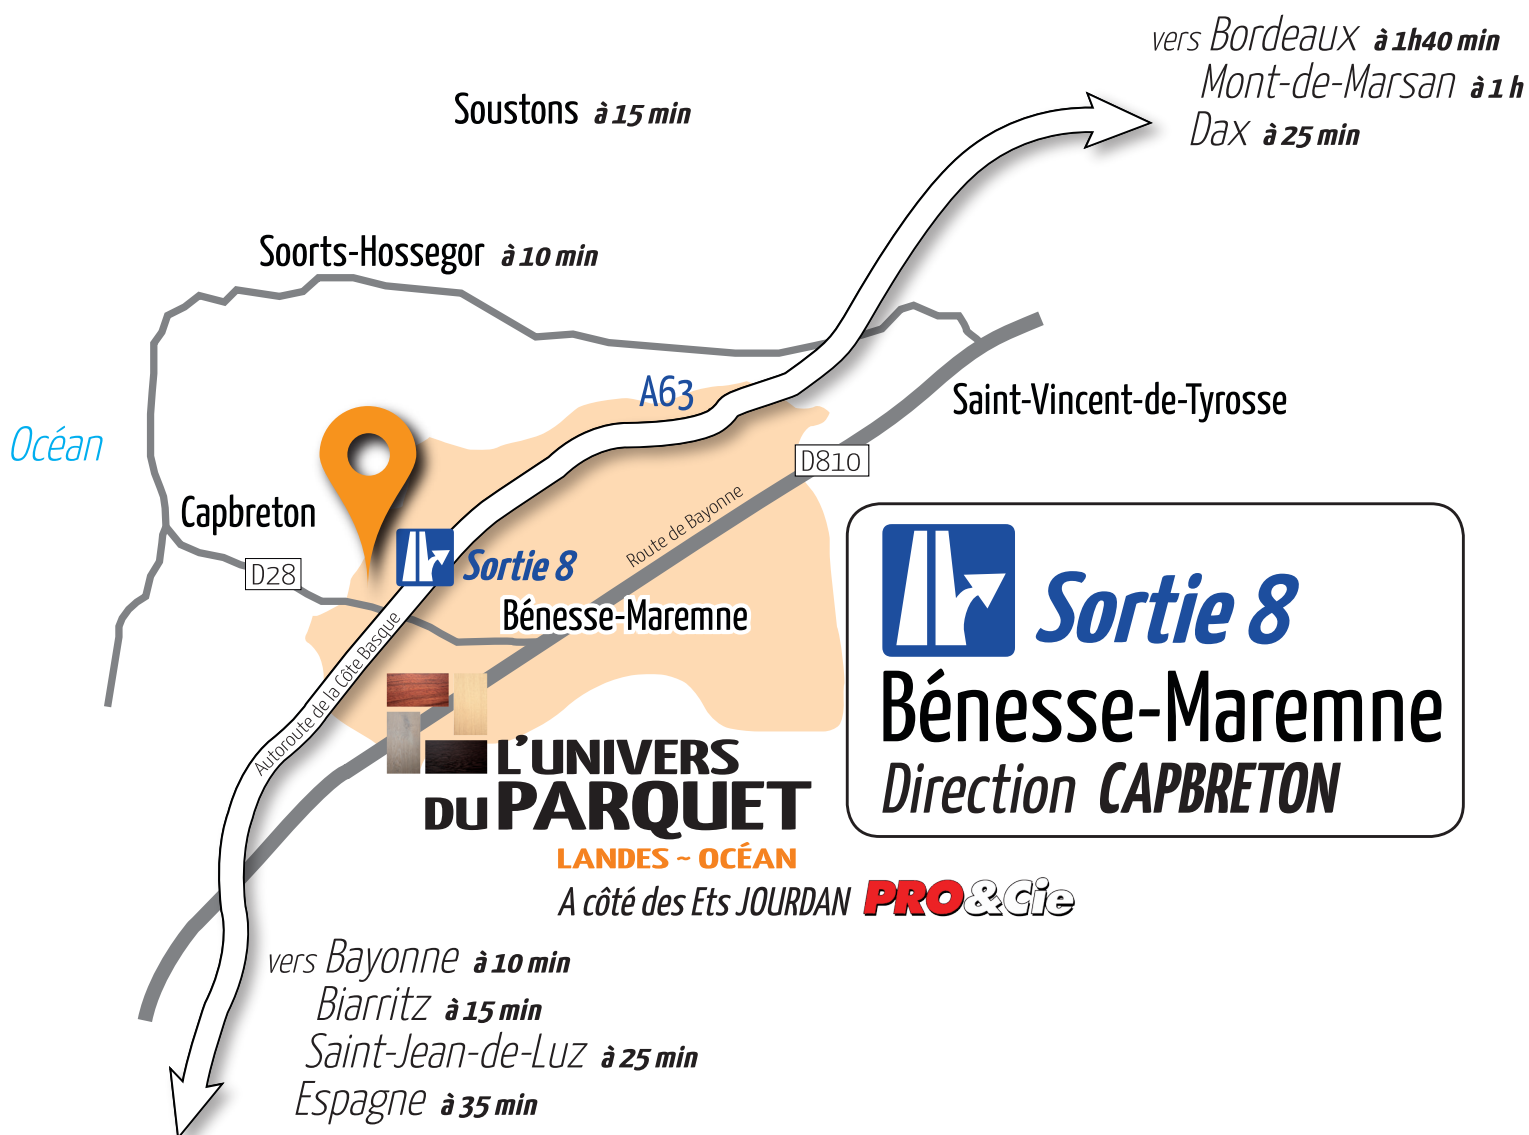 vers Bordeaux à 1h40 min
Mont-de-Marsan à 1 h
Dax à 25 min
Soustons à 15 min
Soorts-Hossegor à 10 min
A63
Saint-Vincent-de-Tyrosse
Océan
D810
Capbreton
Route de Bayonne
Sortie 8
D28
Bénesse-Maremne
Autoroute de la Côte Basque
Sortie 8
Bénesse-Maremne
Direction CAPBRETON
L'UNIVERS
DU PARQUET
LANDES ~ OCÉAN
A côté des Ets JOURDAN PRO&Cie
vers Bayonne à 10 min
Biarritz à 15 min
Saint-Jean-de-Luz à 25 min
Espagne à 35 min